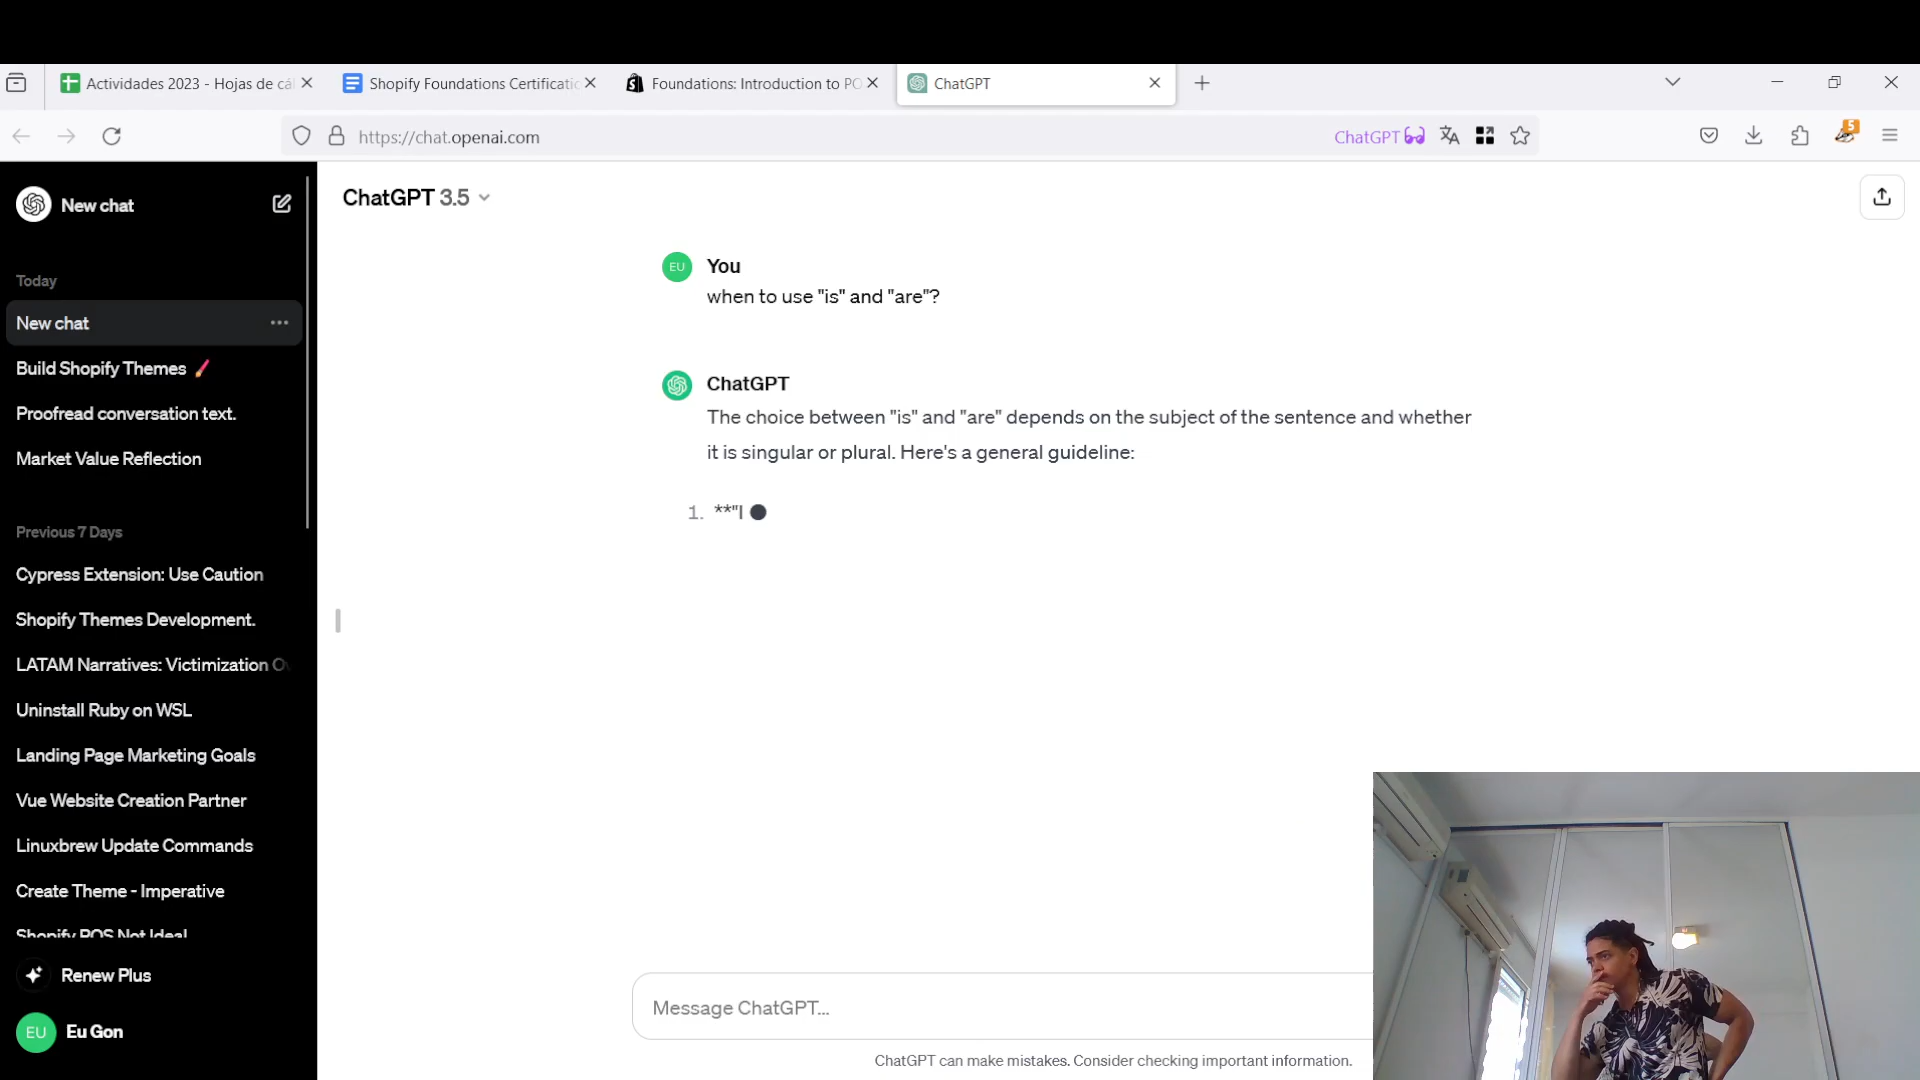 Actividades 2023 - Hojas de cál
Shopify Foundations Certificatio
Foundations: Introduction to PO
ChatGPT
https://chat.openai.com
ChatGPT
5
New chat
Today
New chat
Build Shopify Themes
Proofread conversation text.
Market Value Reflection
Previous 7 Days
Cypress Extension: Use Caution
Shopify Themes Development.
LATAM Narratives: Victimization Ov
Uninstall Ruby on WSL
Landing Page Marketing Goals
Vue Website Creation Partner
Linuxbrew Update Commands
Create Theme - Imperative
Shopify POS Not Ideal
Renew Plus
EU Eu Gon
ChatGPT 3.5
EU You
when to use "is" and "are"?
ChatGPT
The choice between "is" and "are" depends on the subject of the sentence and whether
it is singular or plural. Here's a general guideline:
1. **"I
Message ChatGPT...
ChatGPT can make mistakes. Consider checking important information.